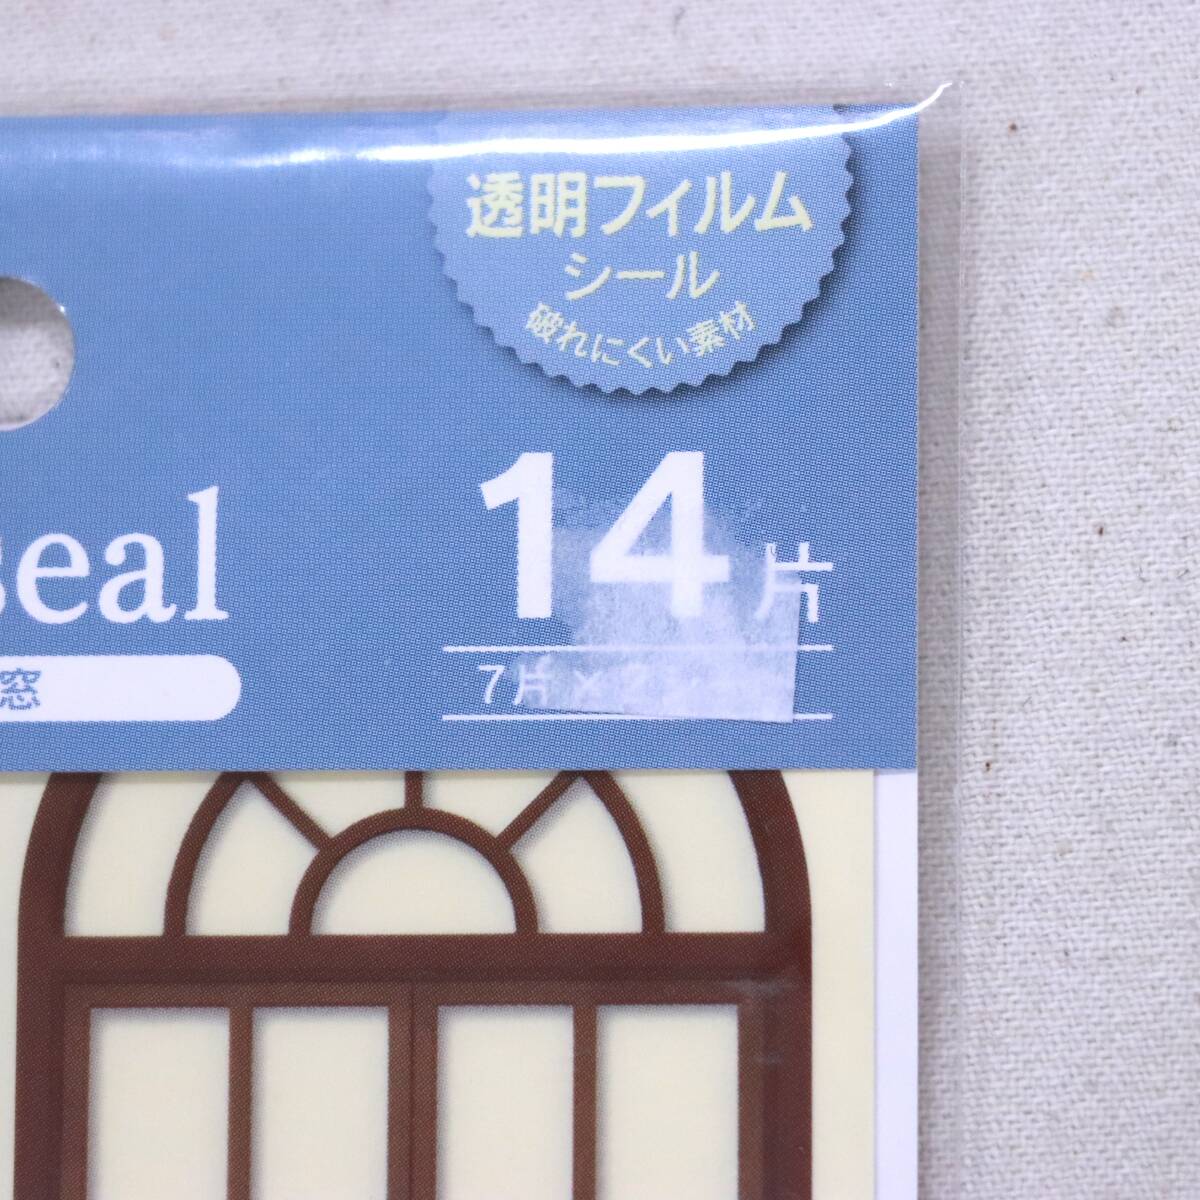 透明フィルム
シール
破れにくい素材
14片
seal
7片×2
窓